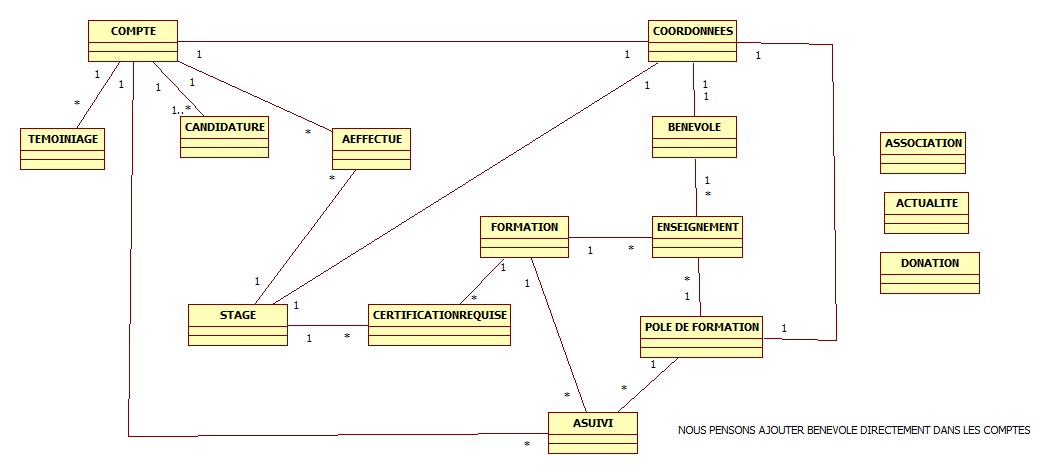 COMPTE
COORDONNEES
1
1
1
1
1
1
1
1
1
*
1..*
1
TEMOINIAGE
CANDIDATURE
AEFFECTUE
*
BENEVOLE
ASSOCIATION
*
1
*
ACTUALITE
FORMATION
ENSEIGNEMENT
1
*
DONATION
1
1
*
1
1
*
1
STAGE
CERTIFICATIONREQUISE
POLE DE FORMATION
1
1
*
1
*
*
ASUIVI
*
NOUS PENSONS AJOUTER BENEVOLE DIRECTEMENT DANS LES COMPTES